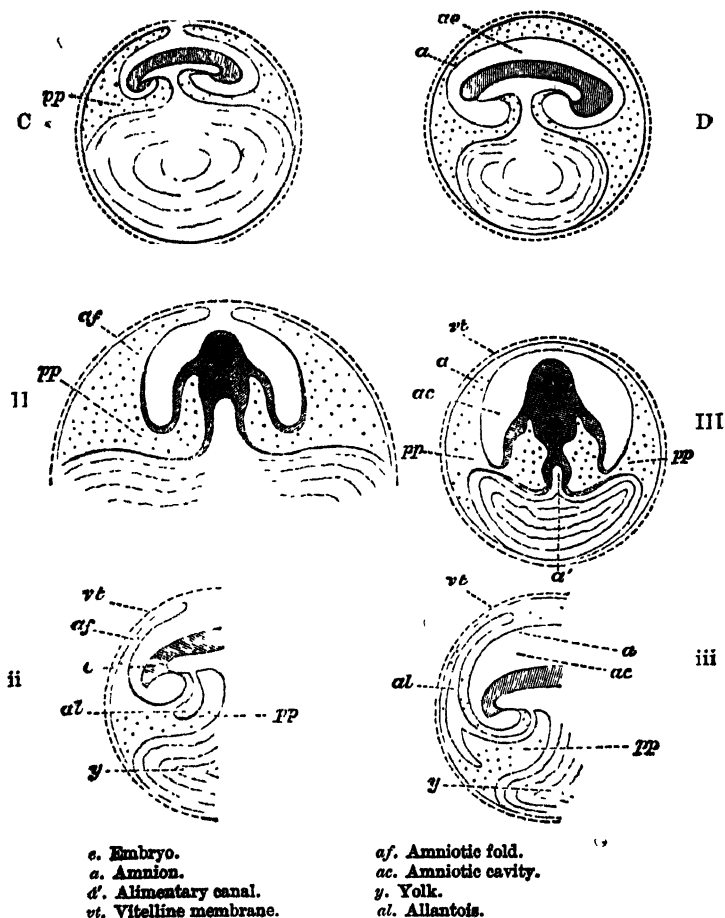 ae
a
pp
C
D
af
pp
II
vt
a
ac
III
pp
pp
a'
vt
af
e
ii
al
pp
y
vt
a
ac
iii
al
pp
y
e. Embryo.
a. Amnion.
a'. Alimentary canal.
vt. Vitelline membrane.
af. Amniotic fold.
ac. Amniotic cavity.
y. Yolk.
al. Allantois.